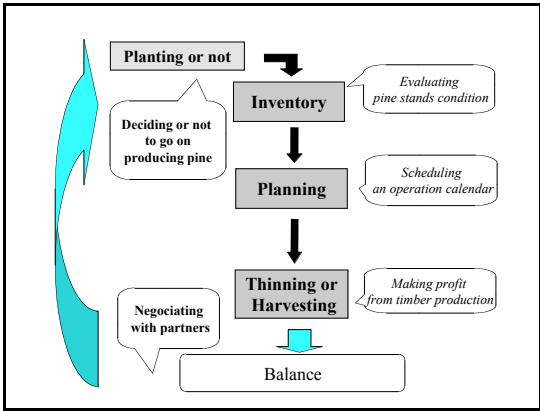 Planting or not
Inventory
Evaluating
pine stands condition
Deciding or not
to go on
producing pine
Planning
Scheduling
an operation calendar
Thinning or
Harvesting
Making profit
from timber production
Negociating
with partners
Balance